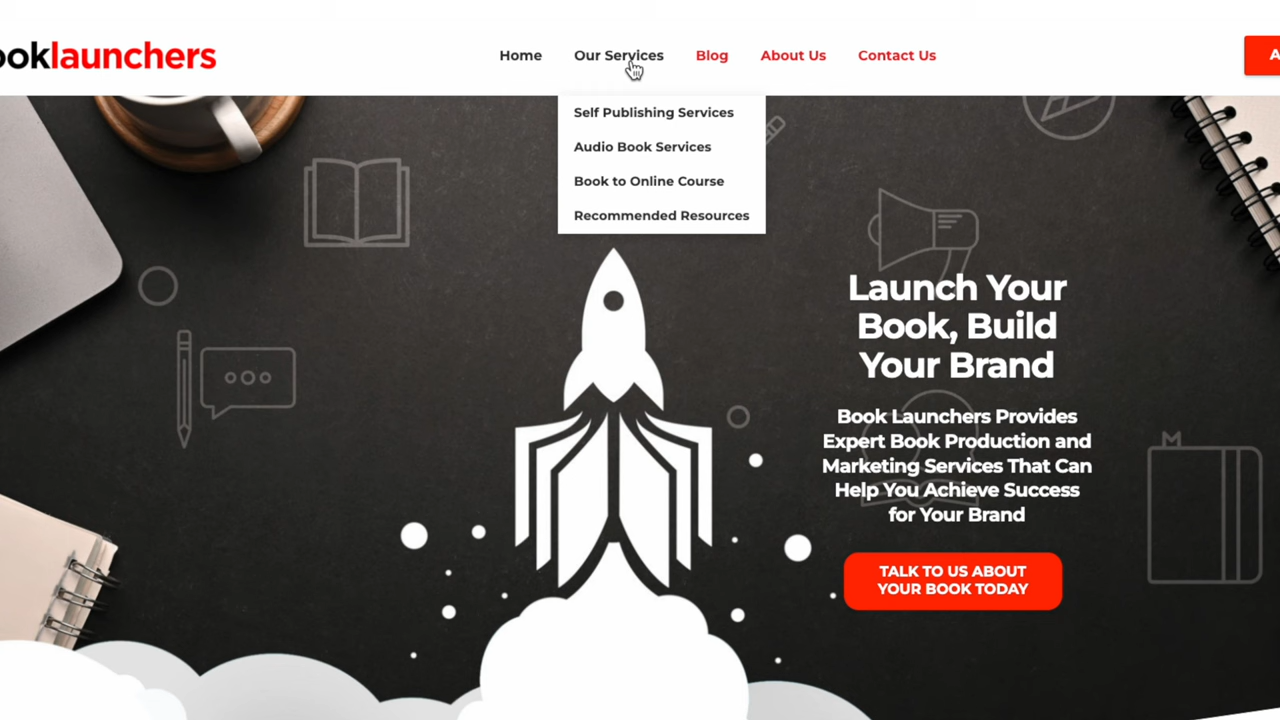 ooklaunchers
Home
Our Services
Blog
About Us
Contact Us
A
Self Publishing Services
Audio Book Services
Book to Online Course
Recommended Resources
Launch Your
Book, Build
Your Brand
Book Launchers Provides
Expert Book Production and
Marketing Services That Can
Help You Achieve Success
for Your Brand
TALK TO US ABOUT
YOUR BOOK TODAY